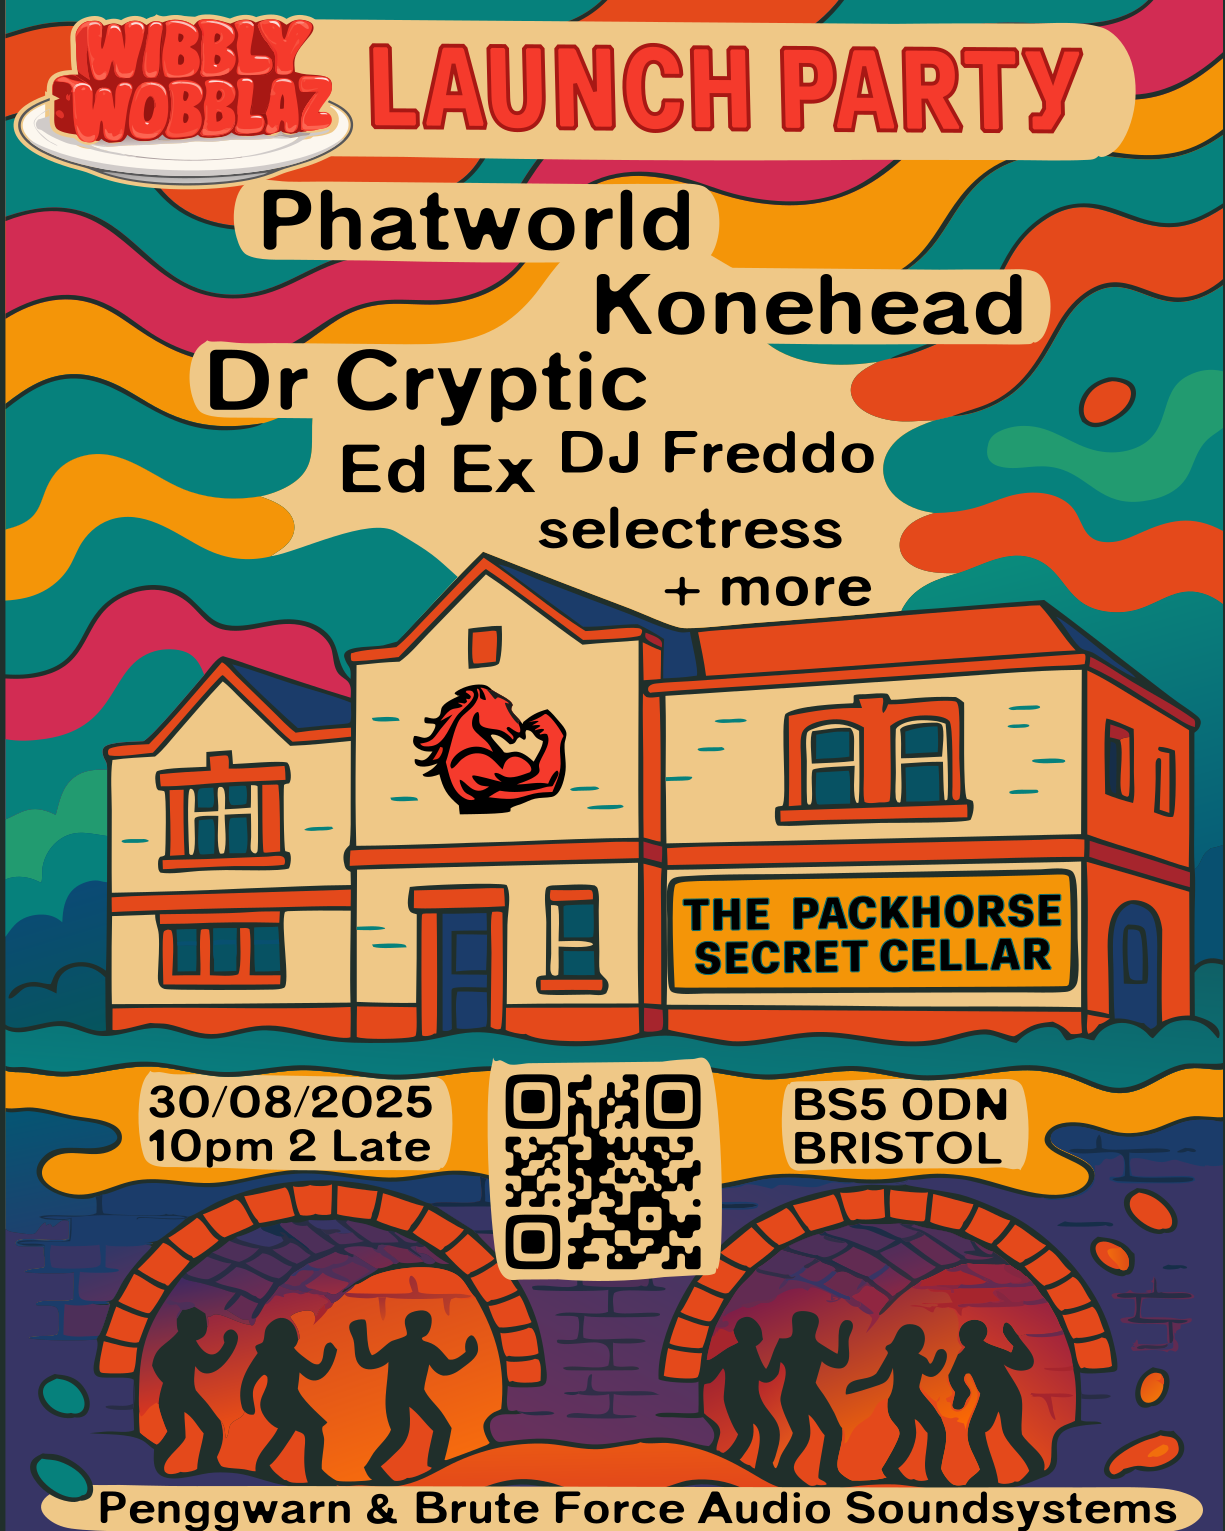 WIBBLY
WOBBLAZ
LAUNCH PARTY
Phatworld
Konehead
Dr Cryptic
Ed Ex
DJ Freddo
selectress
+ more
THE PACKHORSE
SECRET CELLAR
30/08/2025
10pm 2 Late
BS5 0DN
BRISTOL
Penggwarn & Brute Force Audio Soundsystems